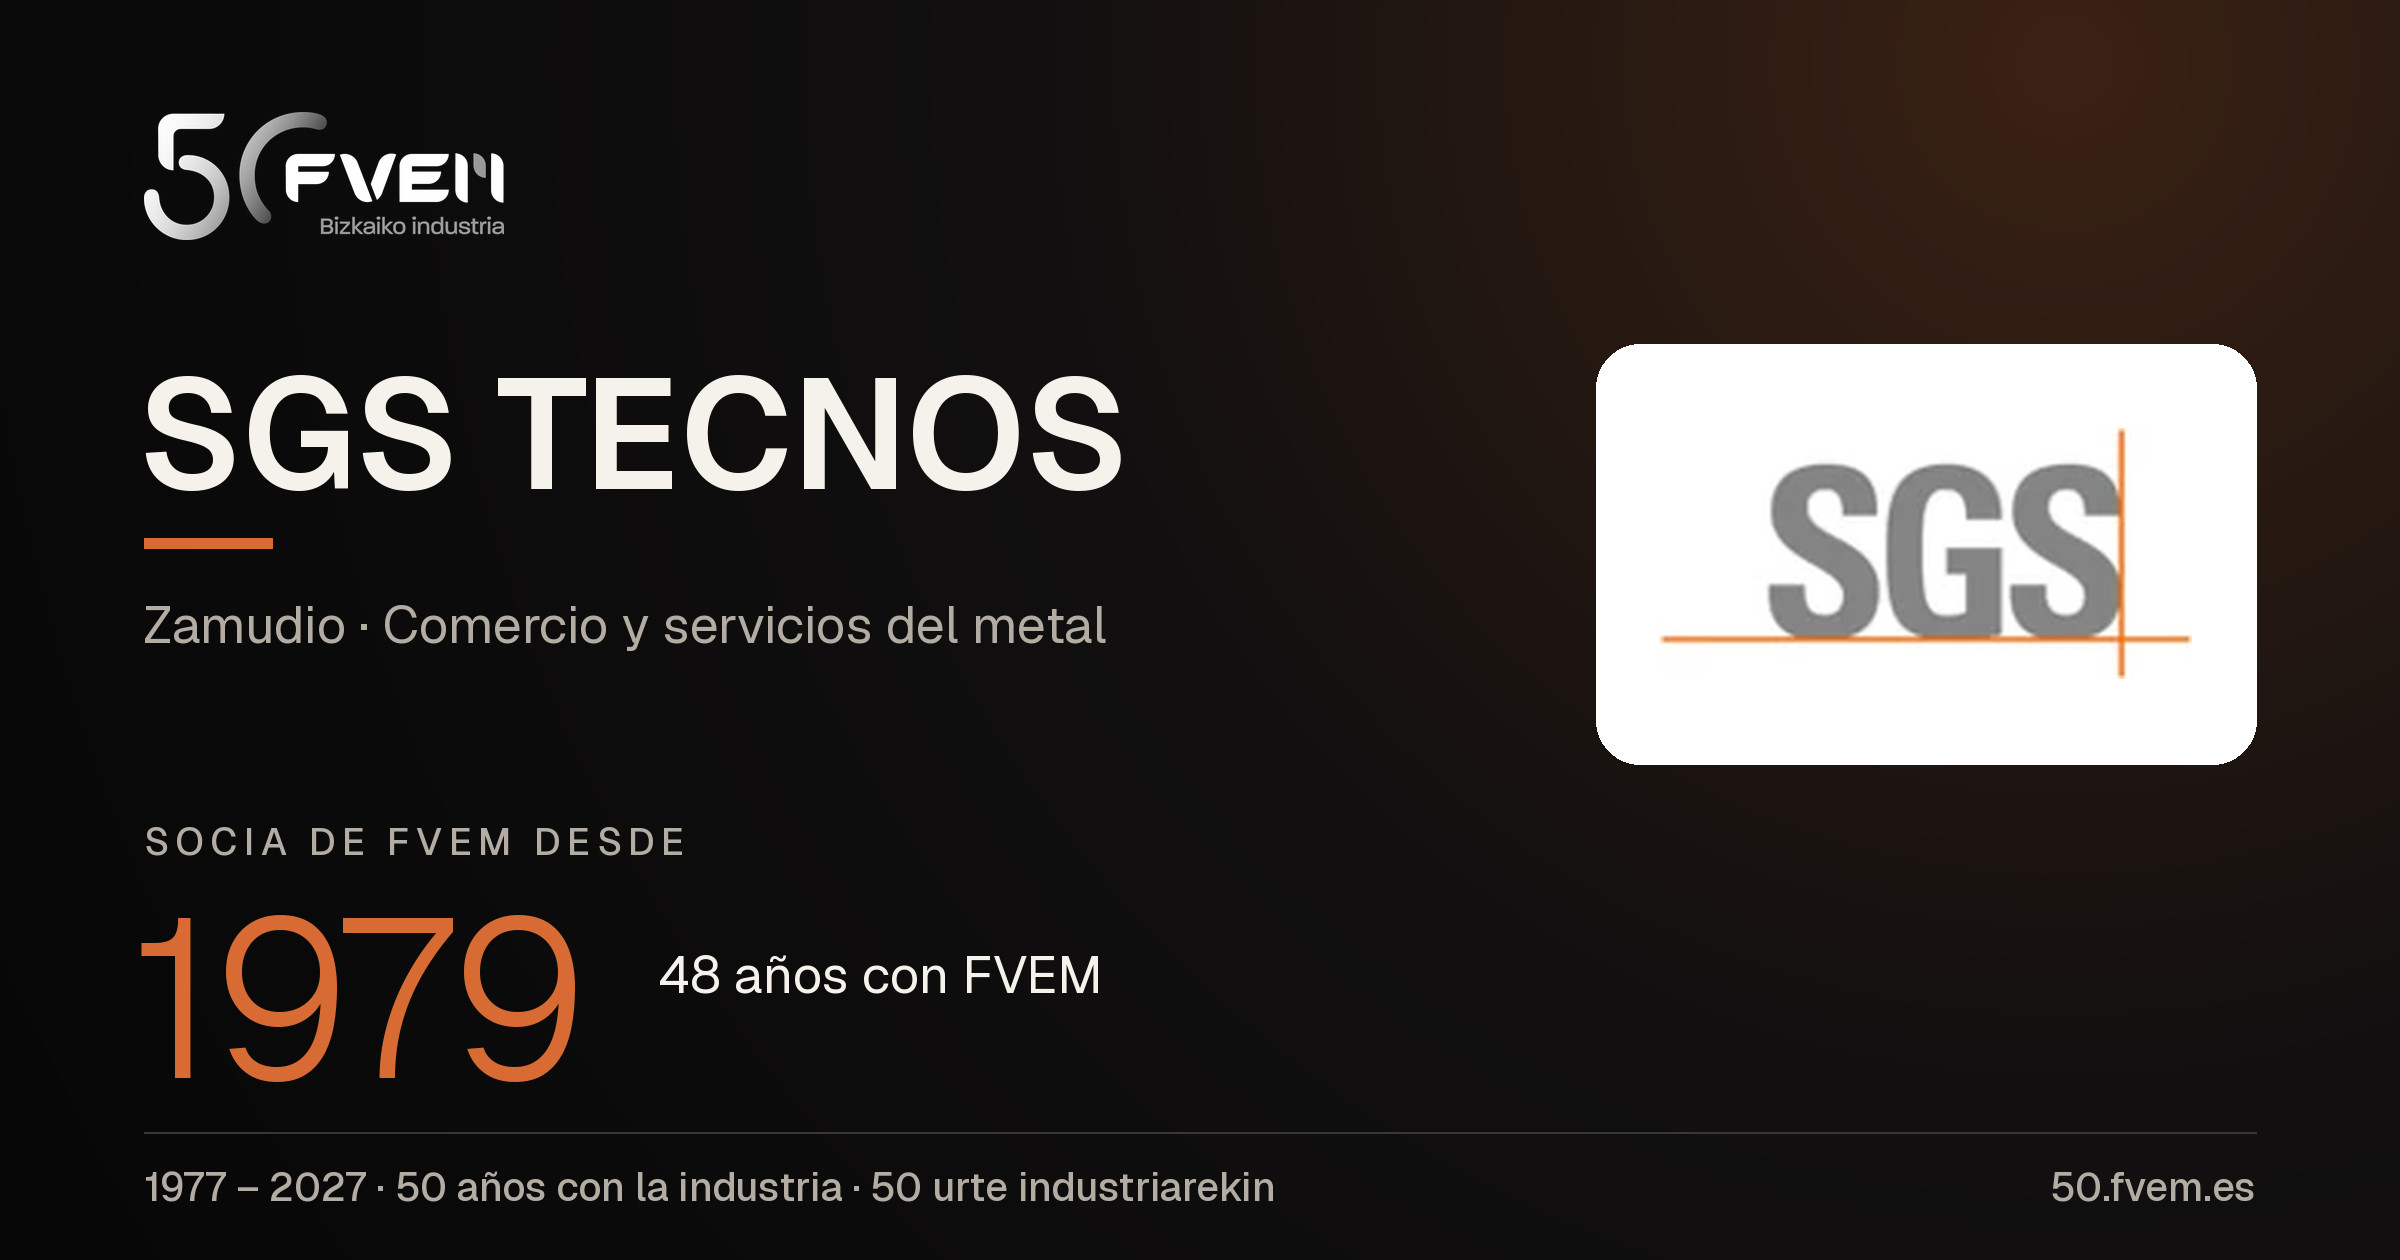 50 FVEM
Bizkaiko industria
SGS TECNOS
Zamudio · Comercio y servicios del metal
SGS
SOCIA DE FVEM DESDE
1979
48 años con FVEM
1977 – 2027 · 50 años con la industria · 50 urte industriarekin
50.fvem.es